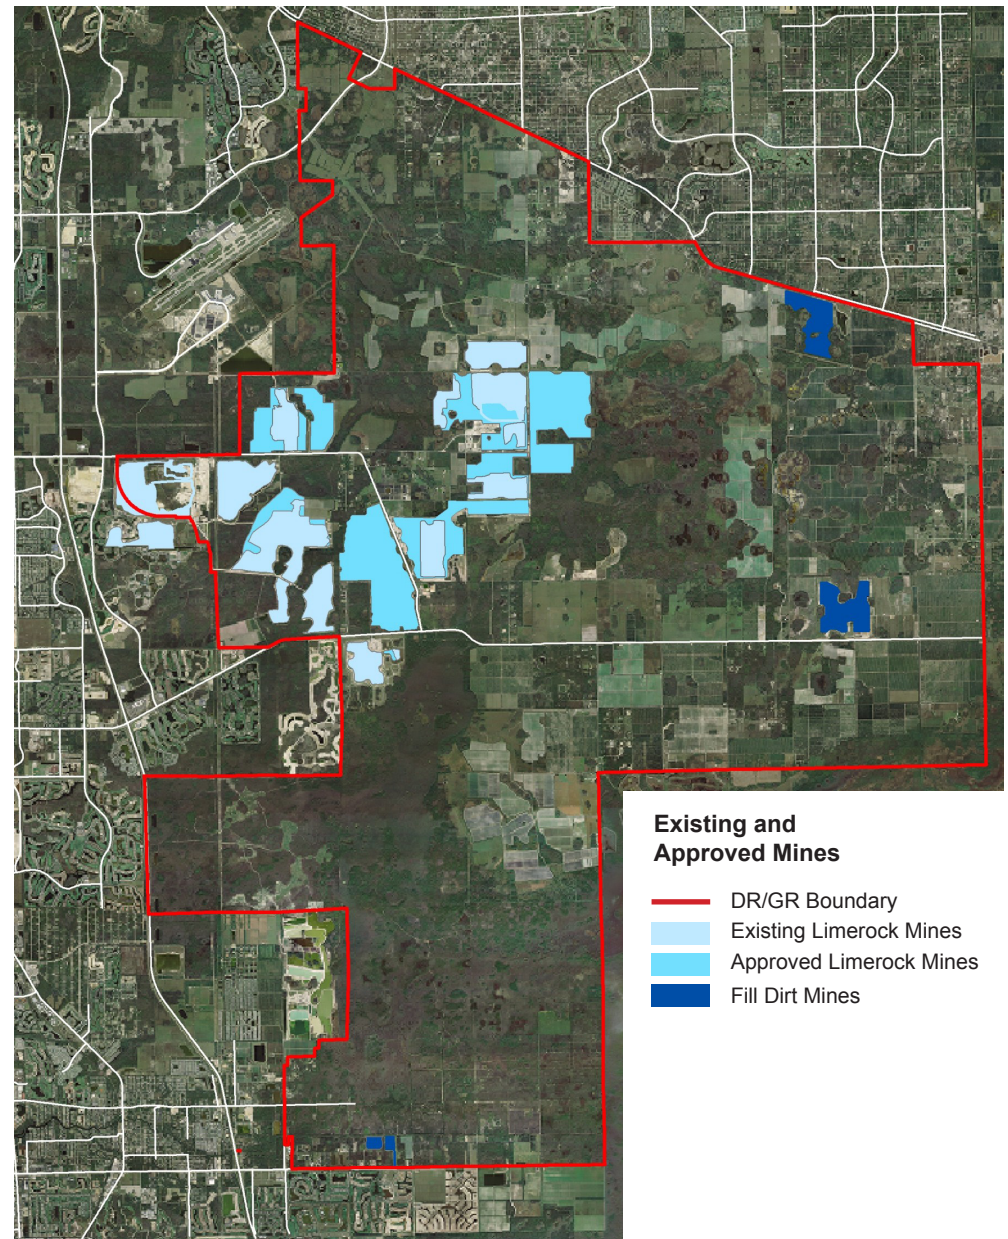 Existing and
Approved Mines
DR/GR Boundary
Existing Limerock Mines
Approved Limerock Mines
Fill Dirt Mines